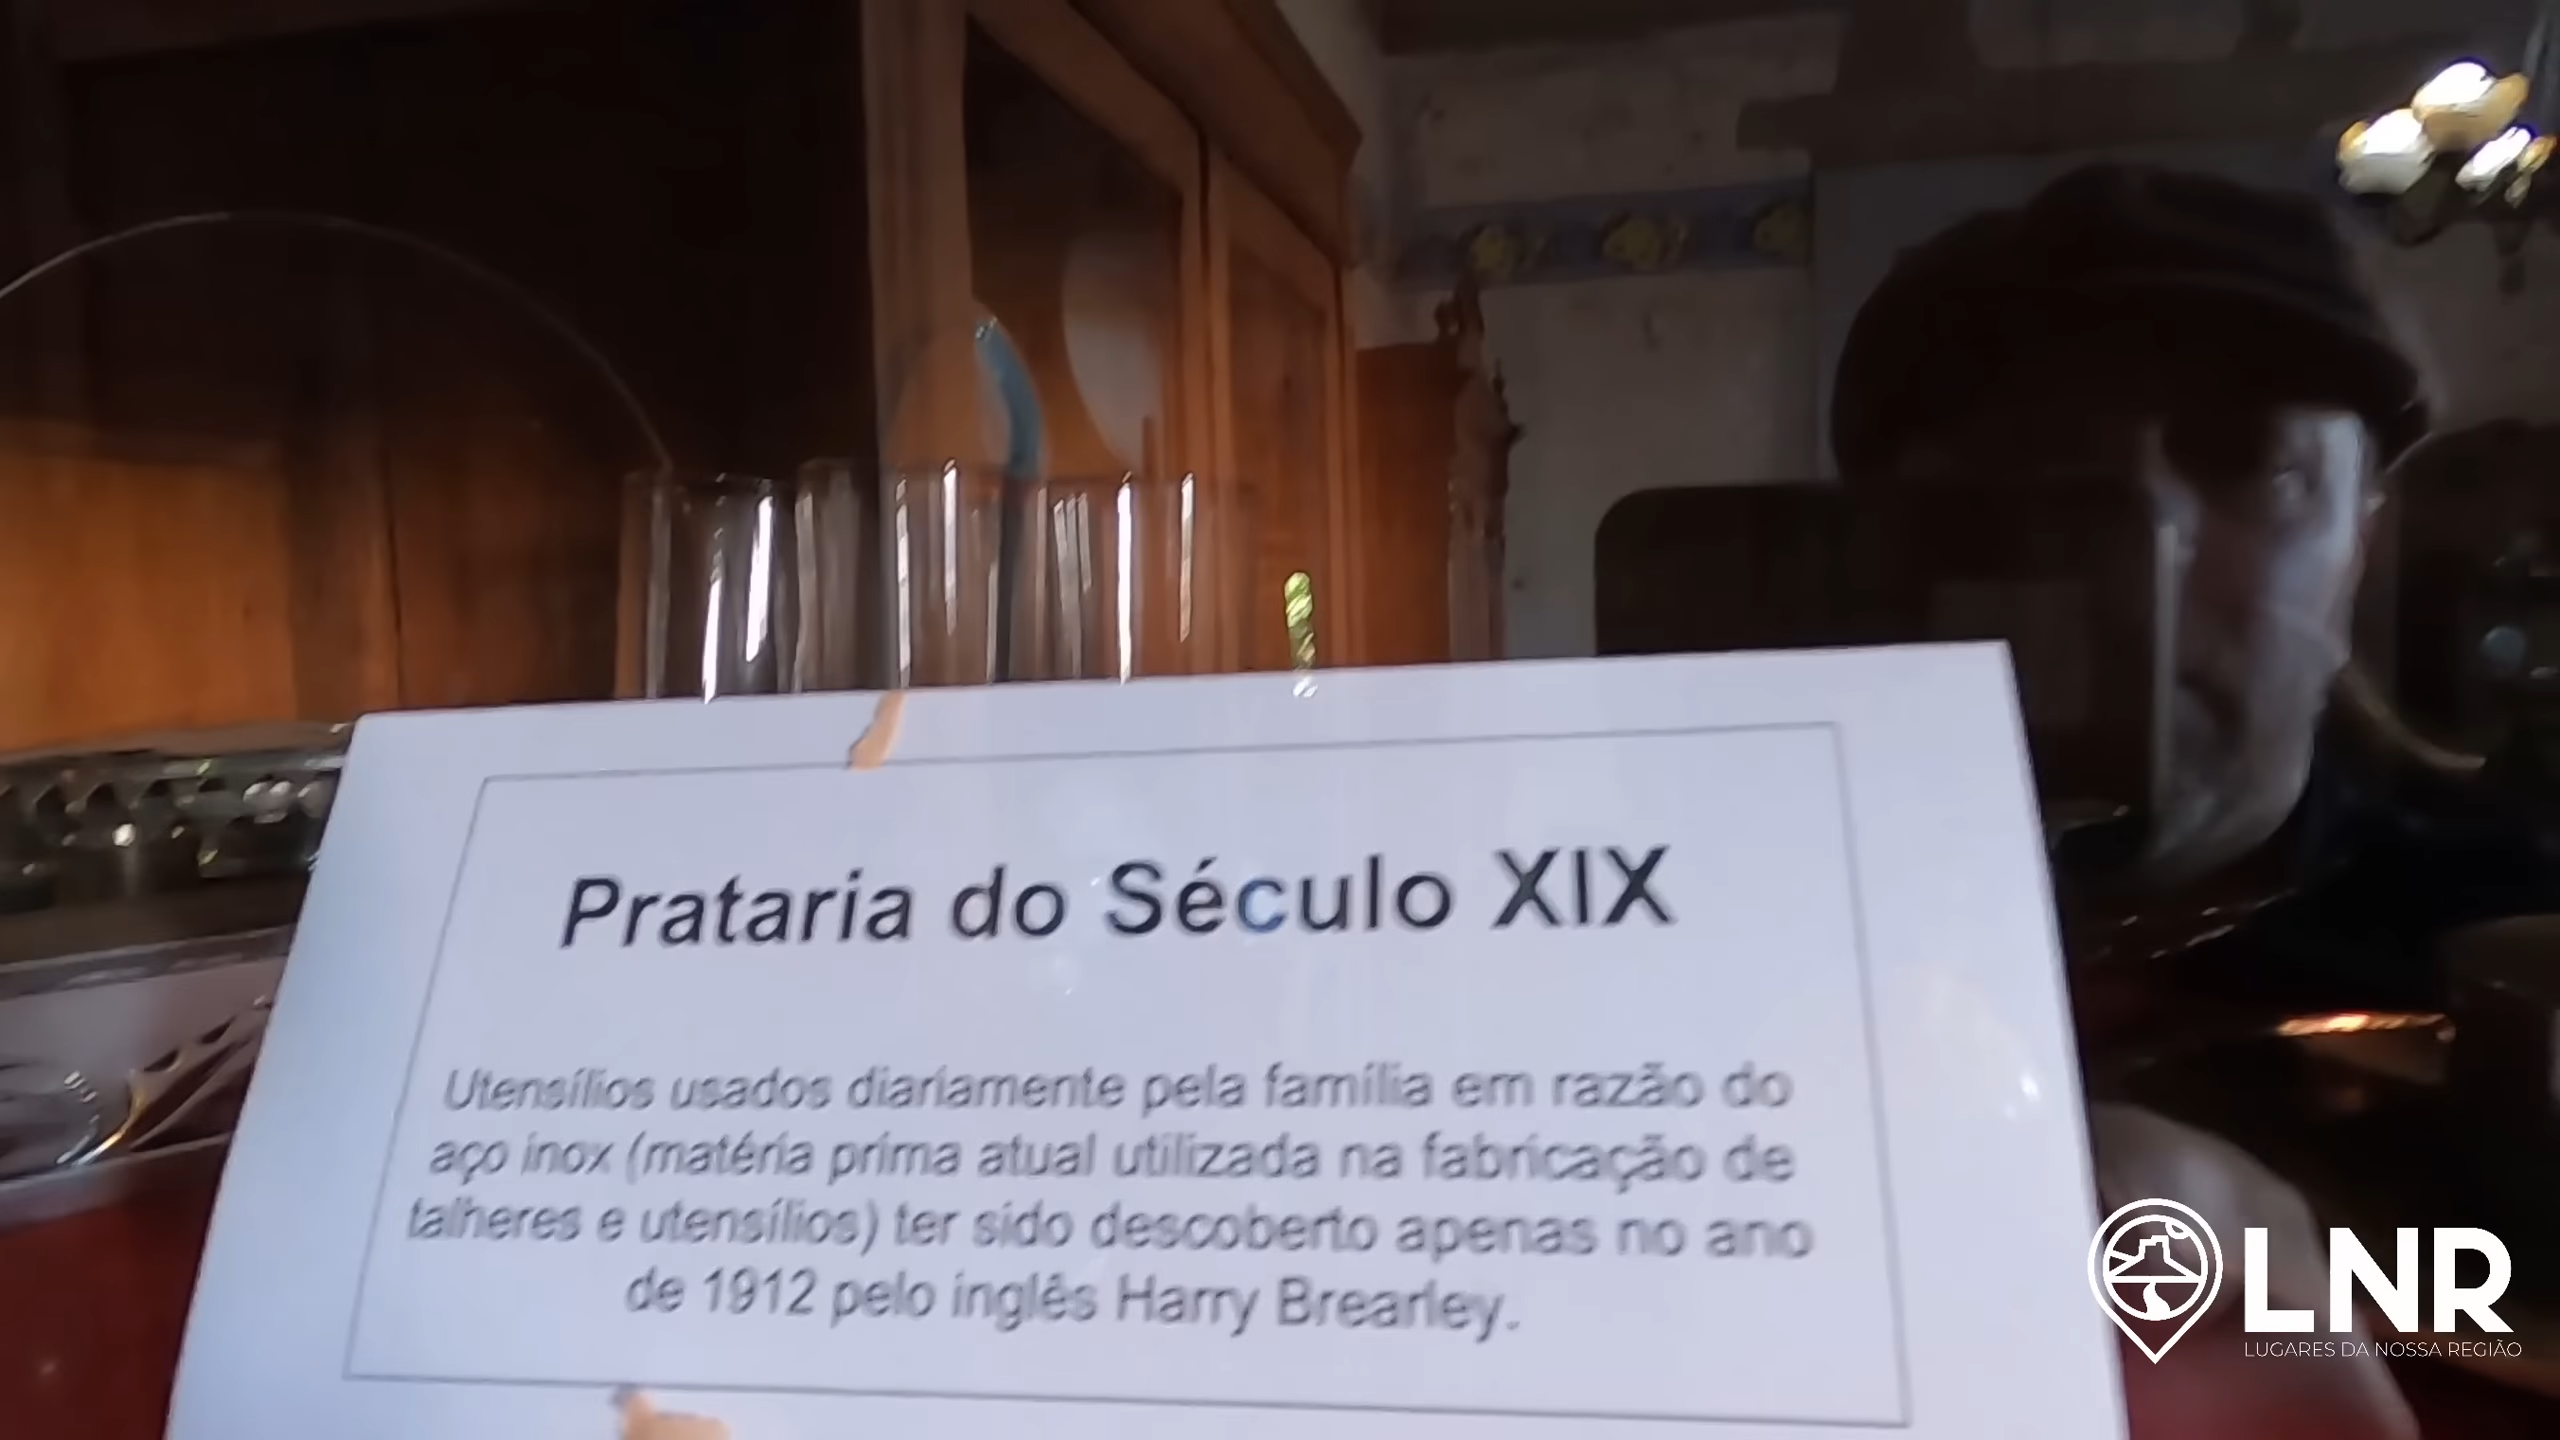 Prataria do Século XIX
Utensílios usados diariamente pela família em razão do
aço inox (matéria prima atual utilizada na fabricação de
talheres e utensílios) ter sido descoberto apenas no ano
de 1912 pelo inglês Harry Brearley.
LNR
LUGARES DA NOSSA REGIÃO